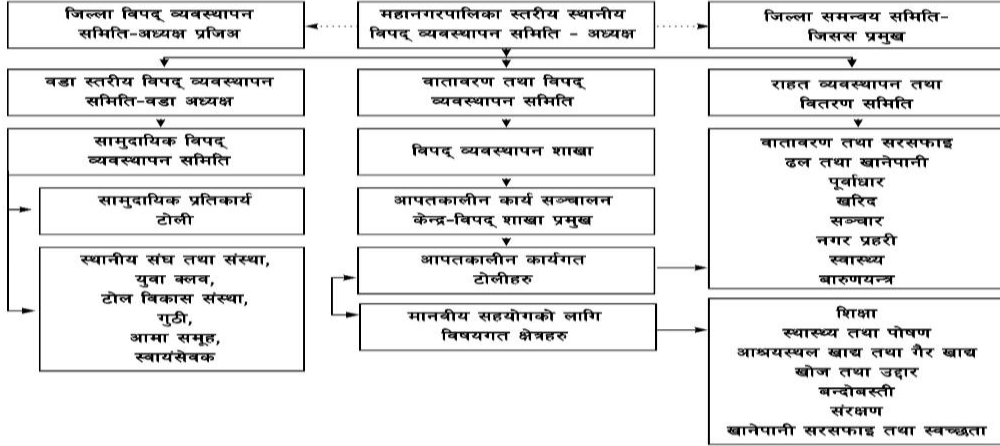 जिल्ला विपद् व्यवस्थापन
समिति-अध्यक्ष प्रजिअ
महानगरपालिका स्तरीय स्थानीय
विपद् व्यवस्थापन समिति - अध्यक्ष
जिल्ला समन्वय समिति-
जिसस प्रमुख
वडा स्तरीय विपद् व्यवस्थापन
समिति-वडा अध्यक्ष
वातावरण तथा विपद्
व्यवस्थापन समिति
राहत व्यवस्थापन तथा
वितरण समिति
सामुदायिक विपद्
व्यवस्थापन समिति
विपद् व्यवस्थापन शाखा
वातावरण तथा सरसफाइ
ढल तथा खानेपानी
पूर्वाधार
खरिद
सञ्चार
नगर प्रहरी
स्वास्थ्य
बारुणयन्त्र
सामुदायिक प्रतिकार्य
टोली
आपतकालीन कार्य सञ्चालन
केन्द्र-विपद् शाखा प्रमुख
स्थानीय संघ तथा संस्था,
युवा क्लव,
टोल विकास संस्था,
गुठी,
आमा समूह,
स्वायंसेवक
आपतकालीन कार्यगत
टोलीहरु
मानवीय सहयोगको लागि
विषयगत क्षेत्रहरु
शिक्षा
स्थास्थ्य तथा पोषण
आश्रयस्थल खाद्य तथा गैर खाद्य
खोज तथा उद्दार
बन्दोबस्ती
संरक्षण
खानेपानी सरसफाइ तथा स्वच्छता